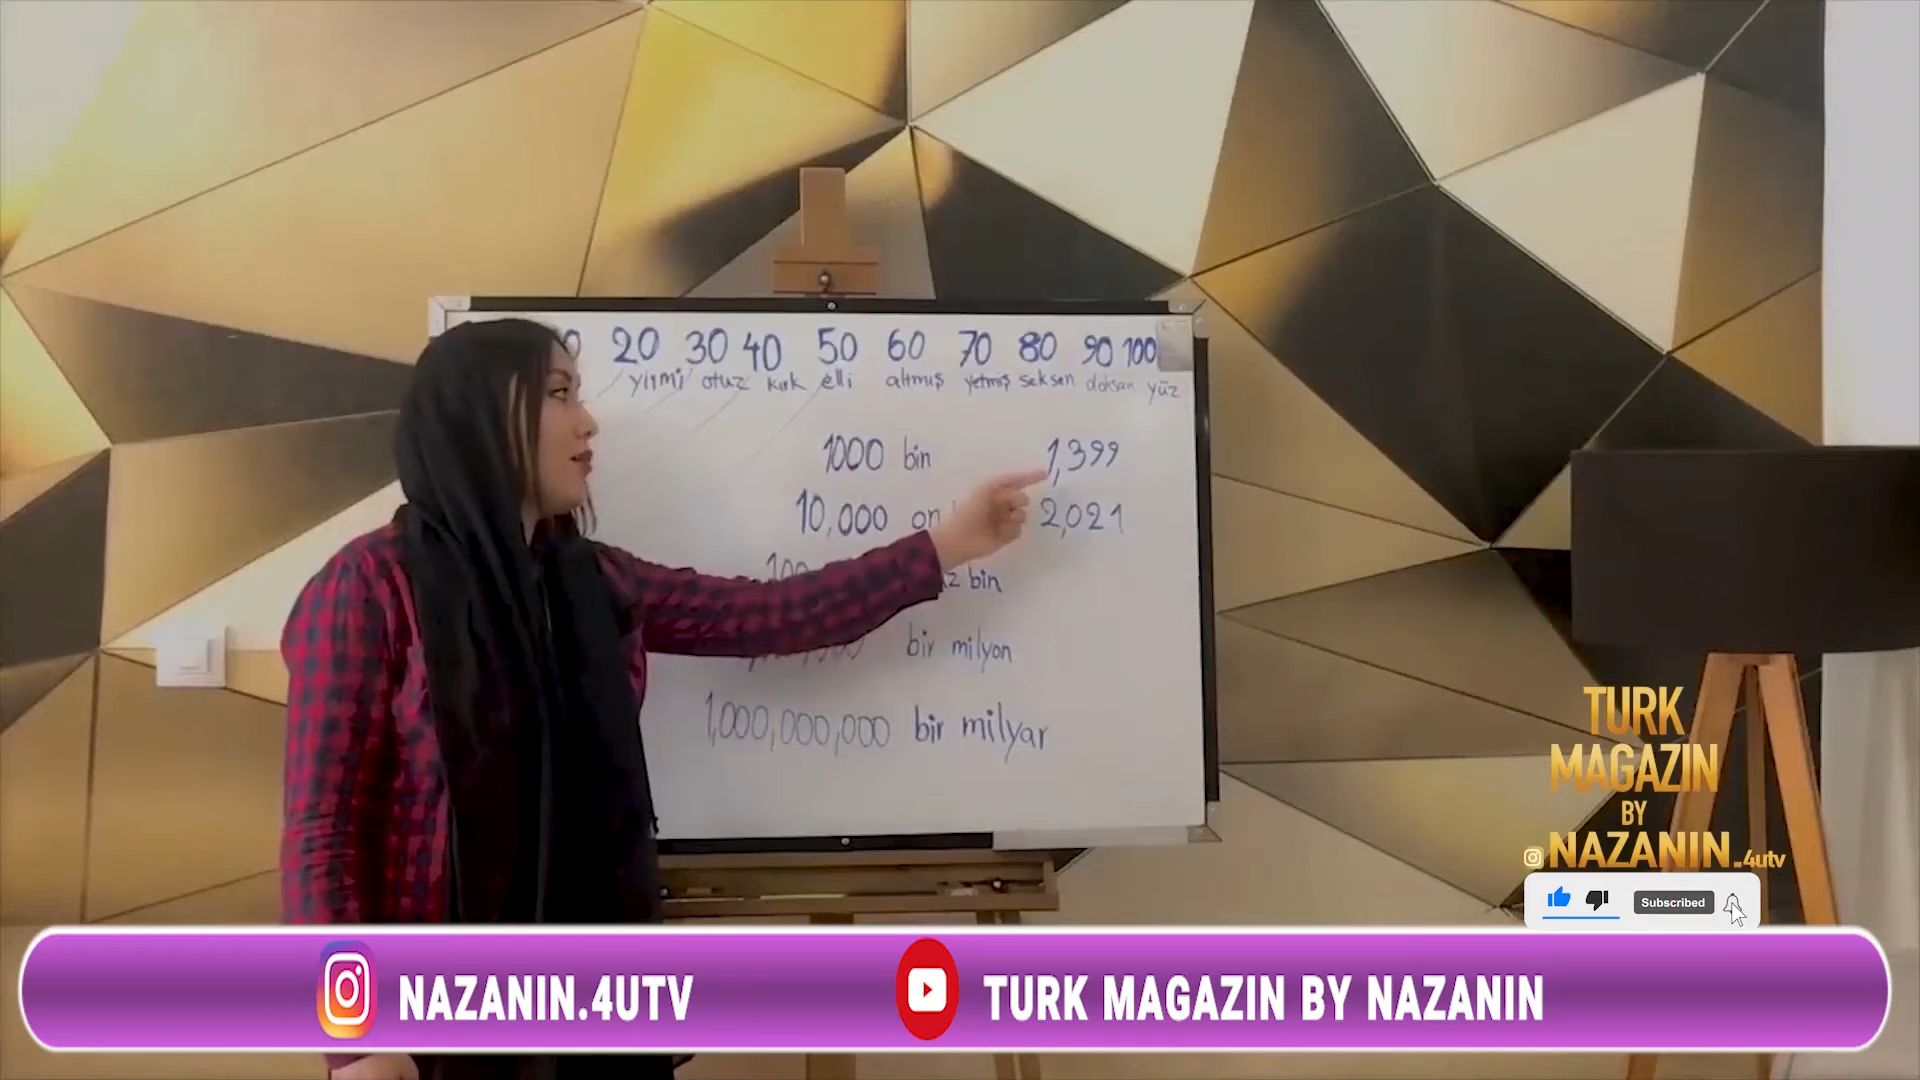 20 30 40 50 60 70 80 90 100
yirmi otuz kırk elli altmış yetmiş seksen doksan yüz
1000 bin 1,399
10,000 on 2,021
bin
bir milyon
1,000,000,000 bir milyar
TURK
MAGAZIN
BY
NAZANIN.4utv
Subscribed
NAZANIN.4UTV TURK MAGAZIN BY NAZANIN